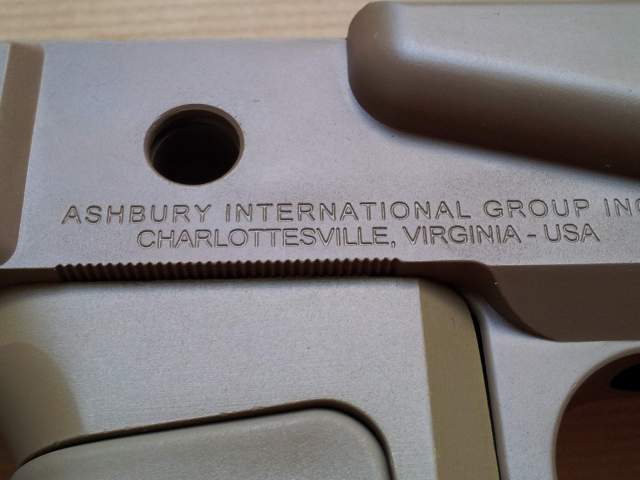 ASHBURY INTERNATIONAL GROUP INC
CHARLOTTESVILLE, VIRGINIA - USA